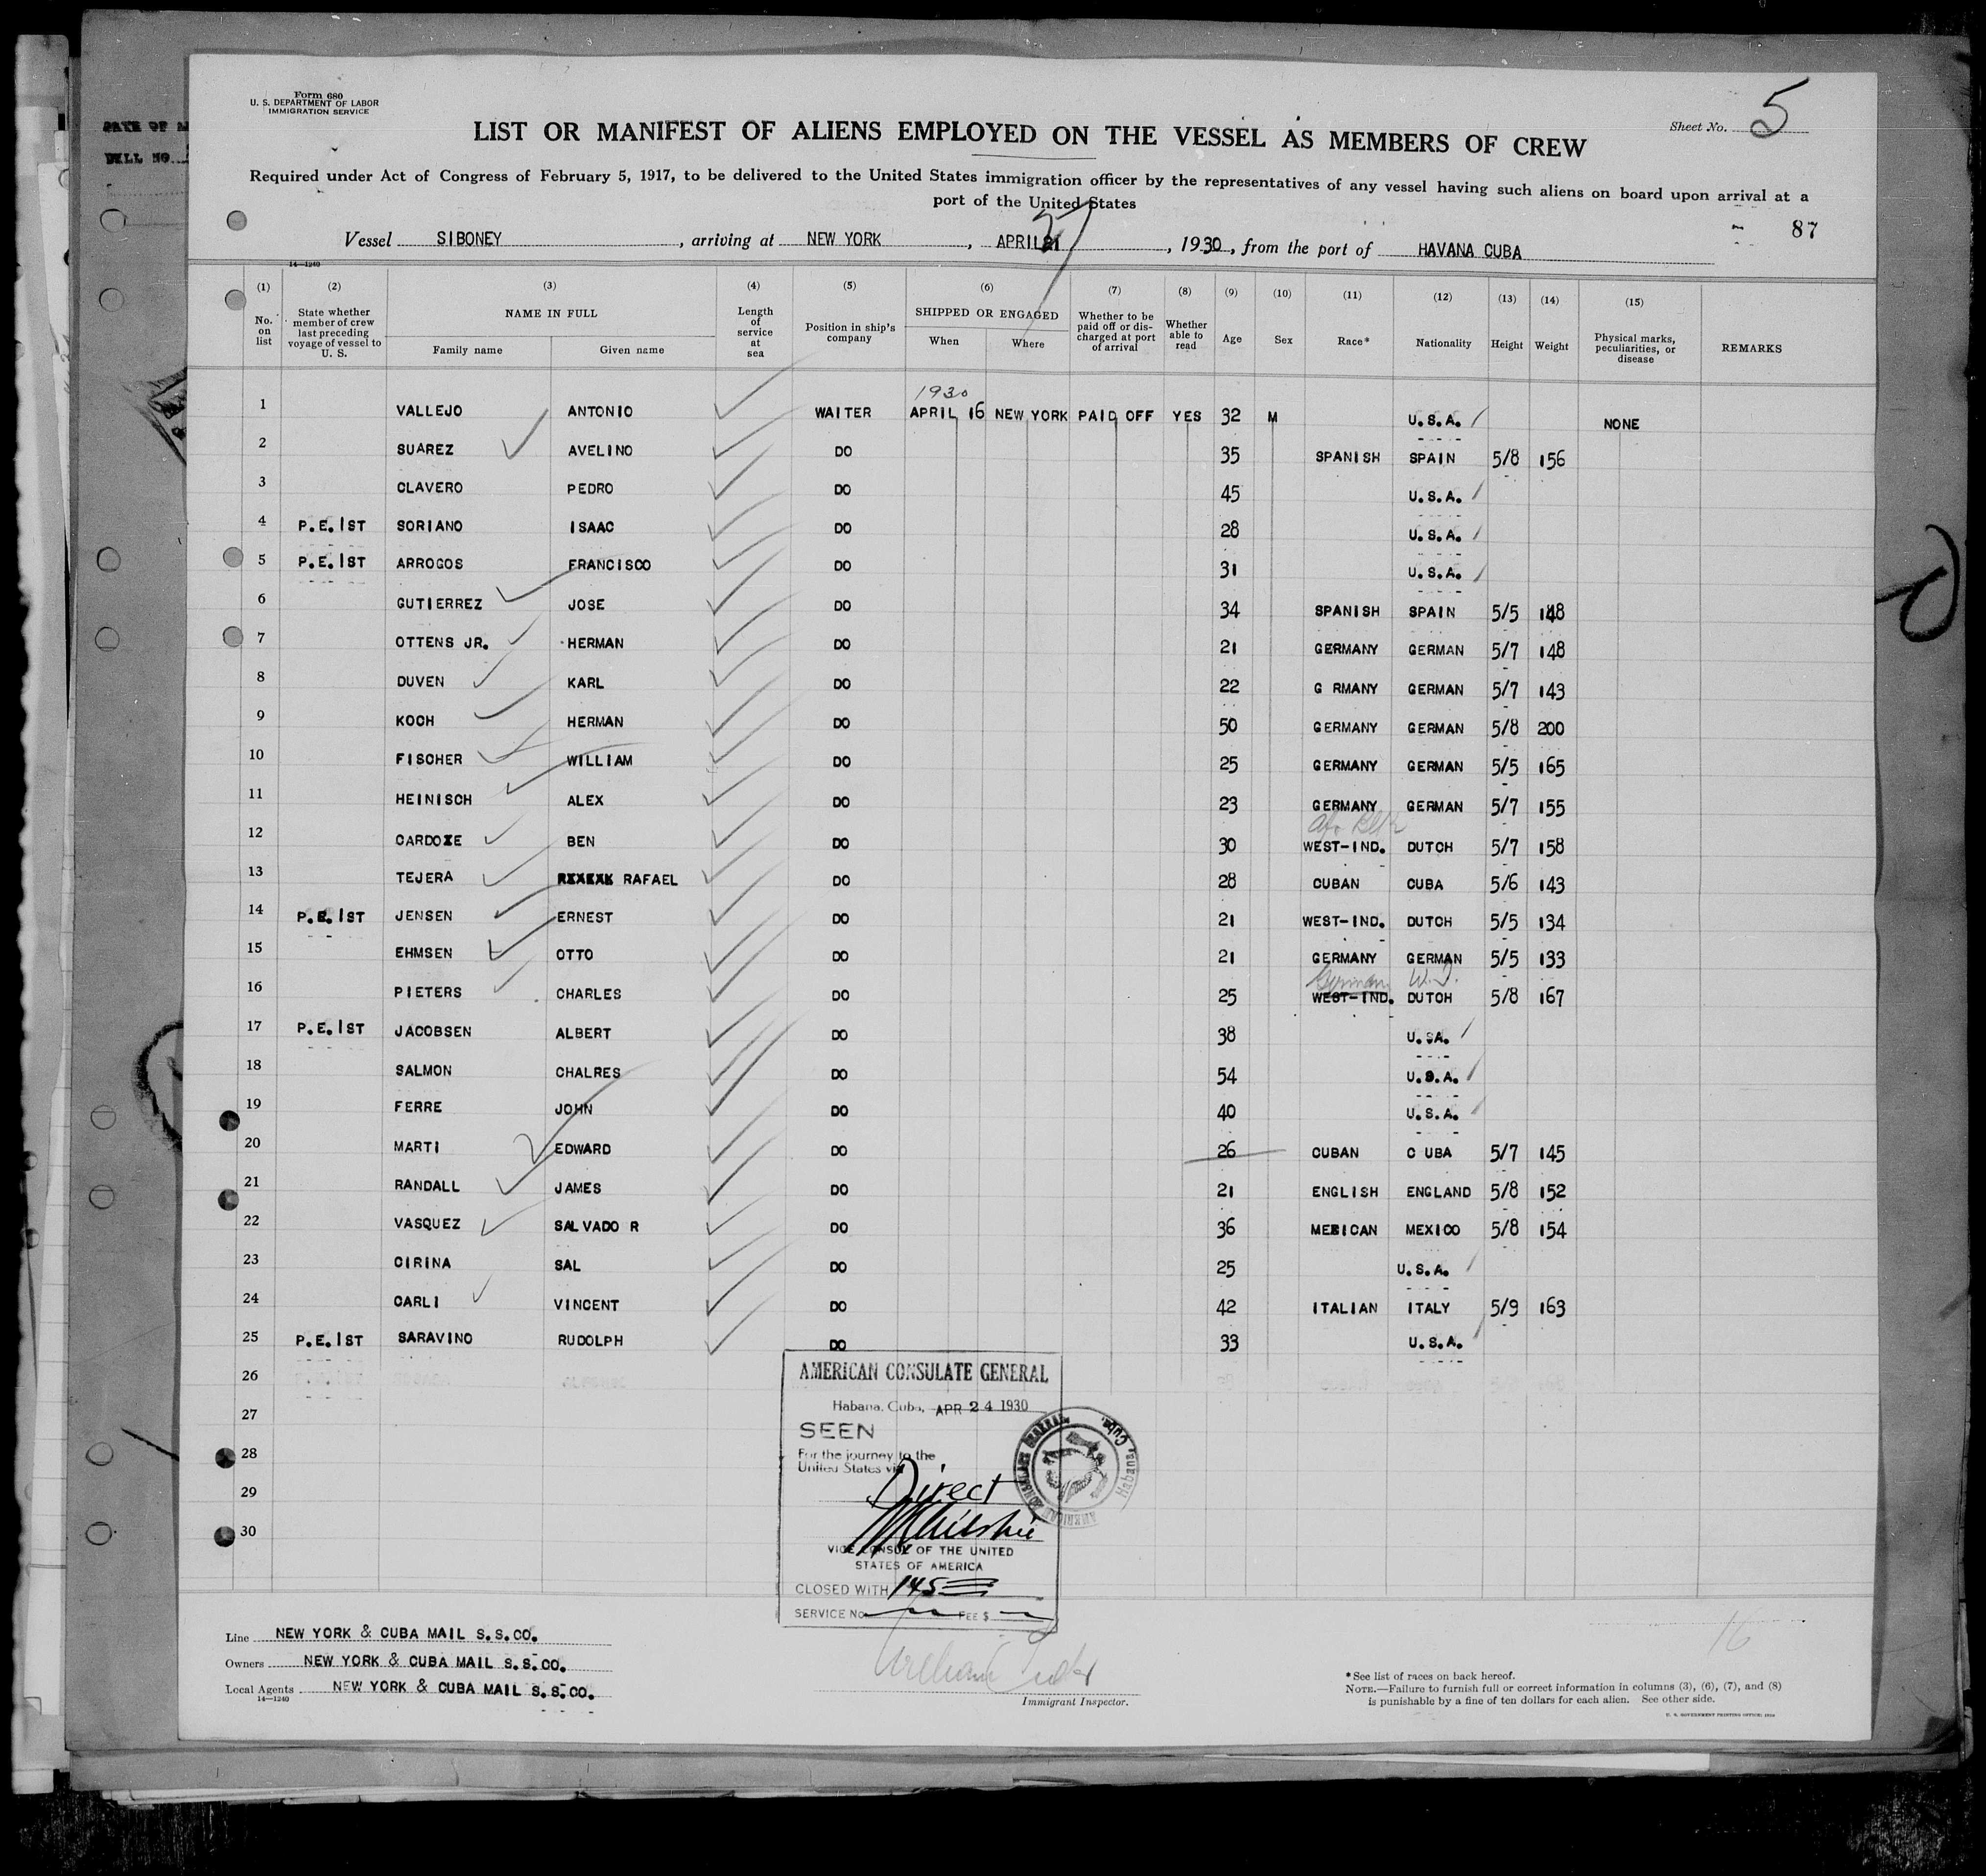 Form 680
U. S. DEPARTMENT OF LABOR
IMMIGRATION SERVICE
Sheet No. 5
LIST OR MANIFEST OF ALIENS EMPLOYED ON THE VESSEL AS MEMBERS OF CREW
Required under Act of Congress of February 5, 1917, to be delivered to the United States immigration officer by the representatives of any vessel having such aliens on board upon arrival at a
port of the United States
87
Vessel SIBONEY, arriving at NEW YORK, APRIL 27, 1930, from the port of HAVANA CUBA
14—1240
(1) No. on list
(2) State whether member of crew last preceding voyage of vessel to U. S.
(3) NAME IN FULL Family name Given name
(4) Length of service at sea
(5) Position in ship's company
(6) SHIPPED OR ENGAGED When Where
(7) Whether to be paid off or discharged at port of arrival
(8) Whether able to read
(9) Age
(10) Sex
(11) Race*
(12) Nationality
(13) Height
(14) Weight
(15) Physical marks, peculiarities, or disease
REMARKS
1930
1 VALLEJO ANTONIO WAITER APRIL 16 NEW YORK PAID OFF YES 32 M U.S.A. NONE
2 SUAREZ AVELINO DO 35 SPANISH SPAIN 5/8 156
3 CLAVERO PEDRO DO 45 U.S.A.
4 P.E.1ST SORIANO ISAAC DO 28 U.S.A.
5 P.E.1ST ARROGOS FRANCISCO DO 31 U.S.A.
6 GUTIERREZ JOSE DO 34 SPANISH SPAIN 5/5 148
7 OTTENS JR. HERMAN DO 21 GERMANY GERMAN 5/7 148
8 DUVEN KARL DO 22 G RMANY GERMAN 5/7 143
9 KOCH HERMAN DO 50 GERMANY GERMAN 5/8 200
10 FISCHER WILLIAM DO 25 GERMANY GERMAN 5/5 165
11 HEINISCH ALEX DO 23 GERMANY GERMAN 5/7 155
Afr Blk
12 CARDOZE BEN DO 30 WEST-IND. DUTCH 5/7 158
13 TEJERA RAFAEL DO 28 CUBAN CUBA 5/6 143
14 P.E.1ST JENSEN ERNEST DO 21 WEST-IND. DUTCH 5/5 134
15 EHMSEN OTTO DO 21 GERMANY GERMAN 5/5 133
German W.I.
16 PIETERS CHARLES DO 25 WEST-IND. DUTCH 5/8 167
17 P.E.1ST JACOBSEN ALBERT DO 38 U.SA.
18 SALMON CHALRES DO 54 U.S.A.
19 FERRE JOHN DO 40 U.S.A.
20 MARTI EDWARD DO 26 CUBAN C UBA 5/7 145
21 RANDALL JAMES DO 21 ENGLISH ENGLAND 5/8 152
22 VASQUEZ SALVADO R DO 36 MEXICAN MEXICO 5/8 154
23 CIRINA SAL DO 25 U.S.A.
24 CARLI VINCENT DO 42 ITALIAN ITALY 5/9 163
25 P.E.1ST SARAVINO RUDOLPH DO 33 U.S.A.
26
27
28
29
30
AMERICAN CONSULATE GENERAL
Habana, Cuba, APR 24 1930
SEEN
For the journey to the
United States via
Direct
VICE CONSUL OF THE UNITED
STATES OF AMERICA
CLOSED WITH 145
SERVICE No. FEE $
AMERICAN CONSULATE GENERAL Habana, Cuba.
Line NEW YORK & CUBA MAIL S.S.CO.
Owners NEW YORK & CUBA MAIL S.S.CO.
Local Agents NEW YORK & CUBA MAIL S.S.CO.
14—1240
Immigrant Inspector.
16
*See list of races on back hereof.
NOTE.—Failure to furnish full or correct information in columns (3), (6), (7), and (8)
is punishable by a fine of ten dollars for each alien. See other side.